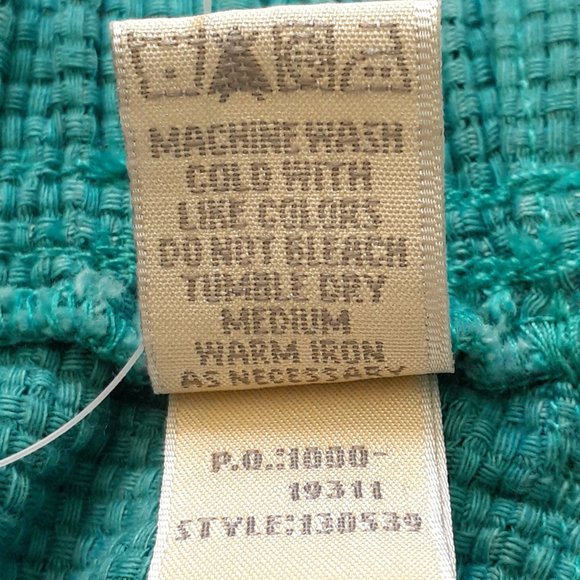 MACHINE WASH
COLD WITH
LIKE COLORS
DO NOT BLEACH
TUMBLE DRY
MEDIUM
WARM IRON
AS NECESSARY
P.O.:1000-
19311
STYLE:130539